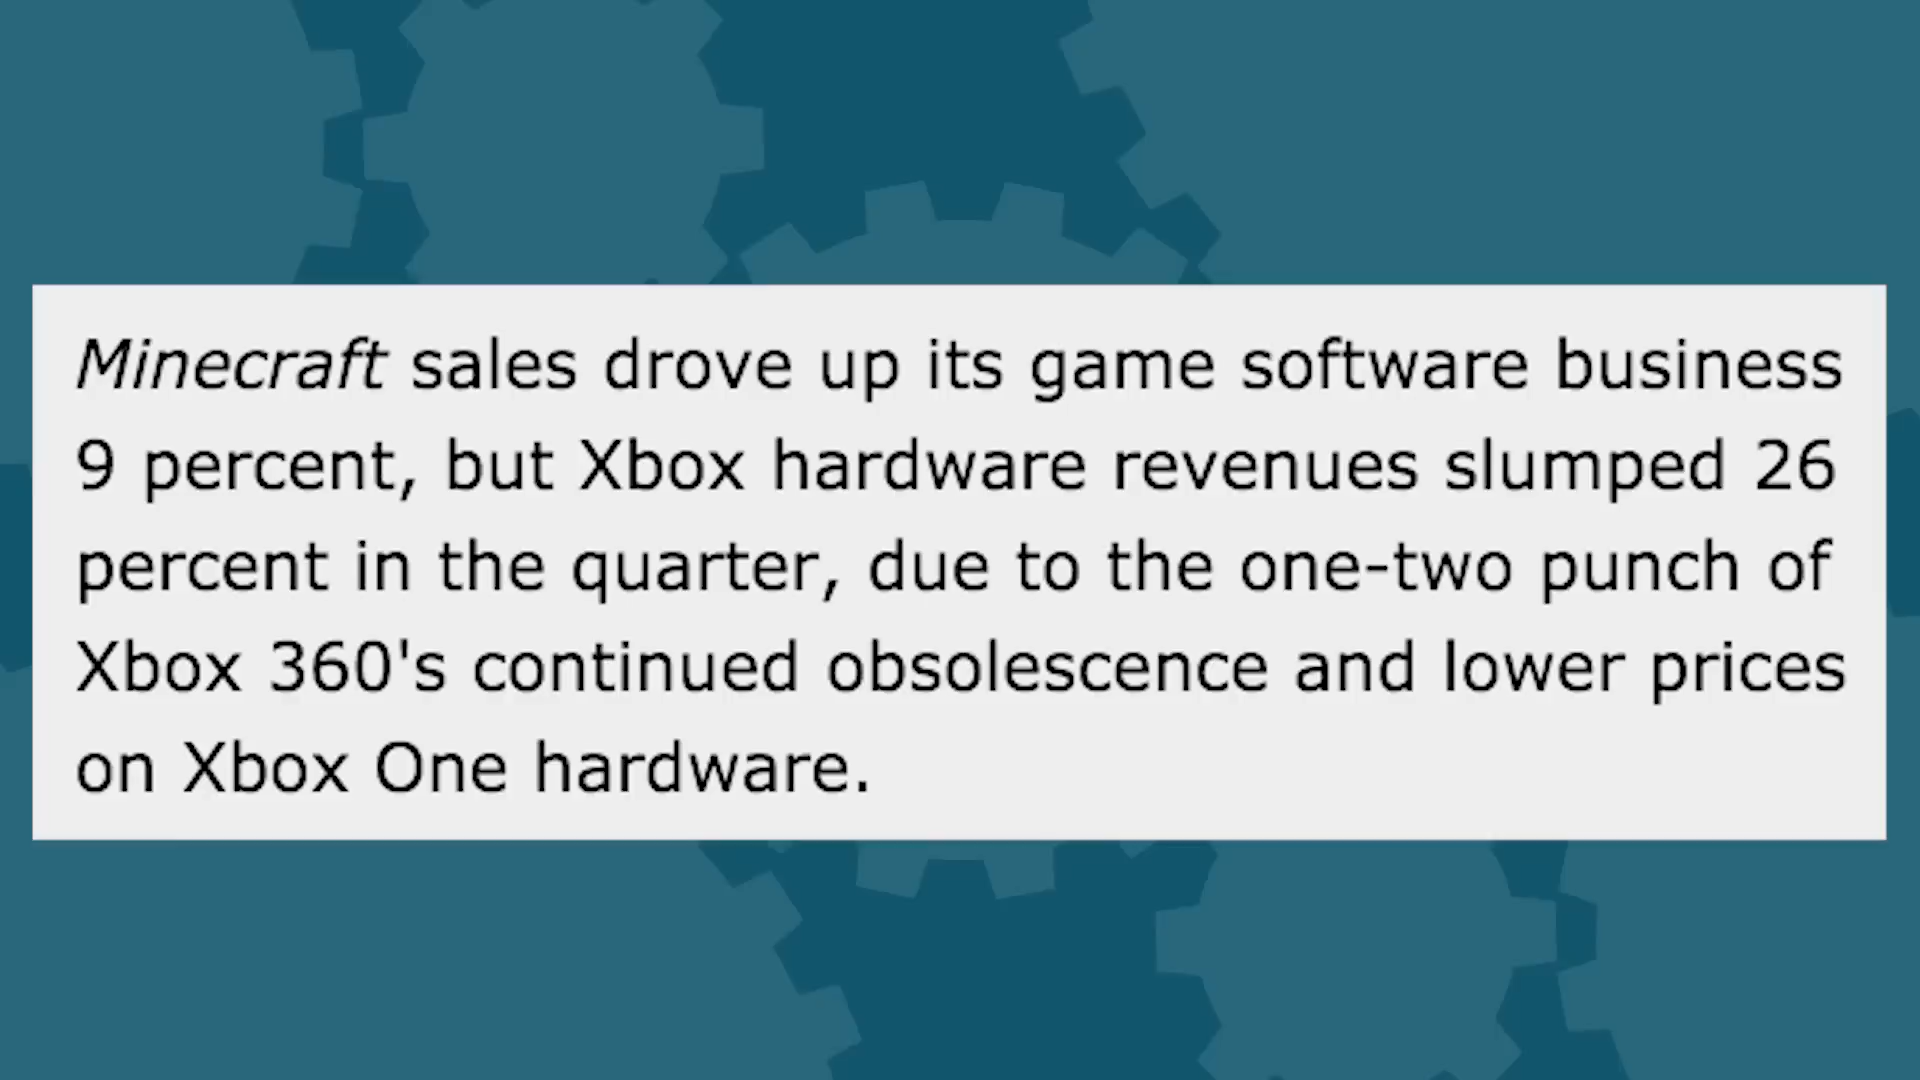 Minecraft sales drove up its game software business
9 percent, but Xbox hardware revenues slumped 26
percent in the quarter, due to the one-two punch of
Xbox 360's continued obsolescence and lower prices
on Xbox One hardware.